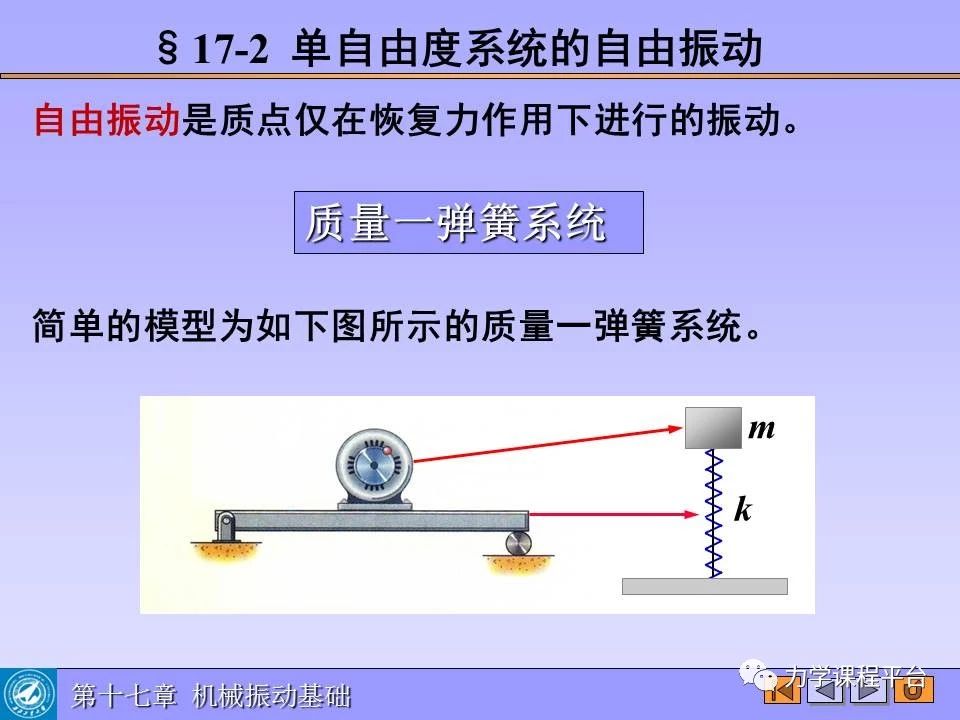 §17-2 单自由度系统的自由振动
自由振动是质点仅在恢复力作用下进行的振动。
质量一弹簧系统
简单的模型为如下图所示的质量一弹簧系统。
m
k
第十七章 机械振动基础
力学课程平台